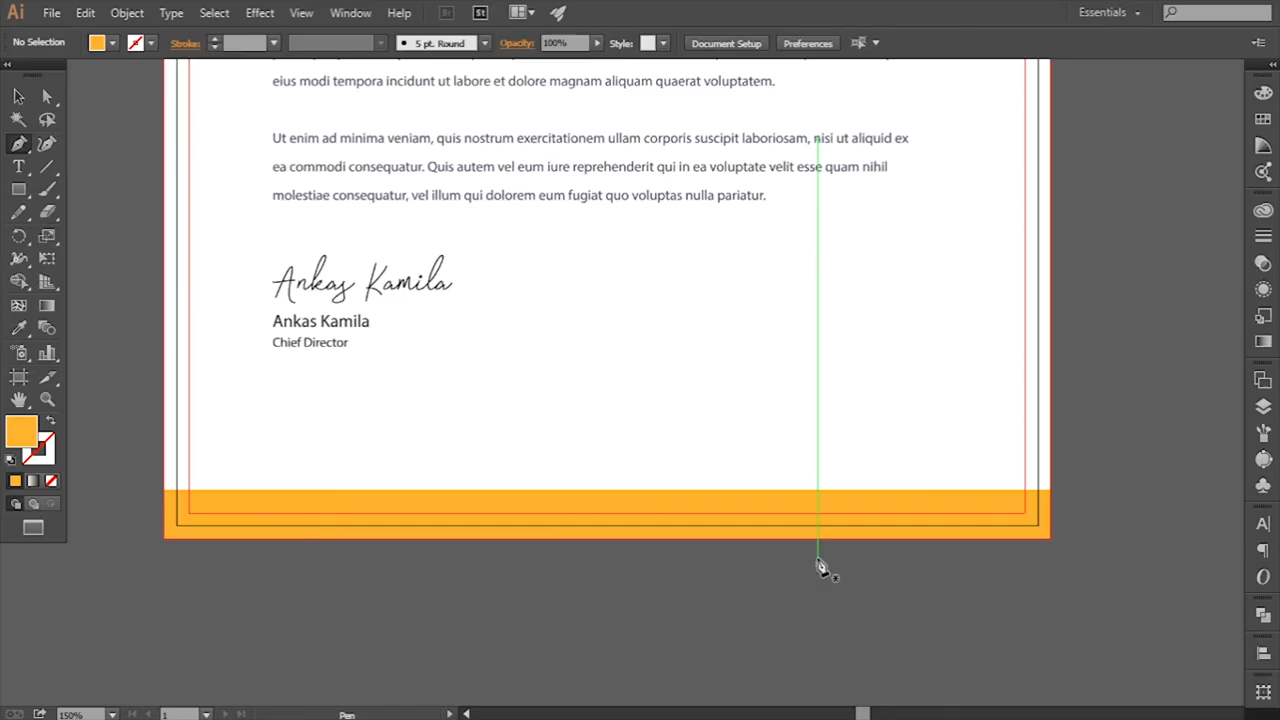 Ai File Edit Object Type Select Effect View Window Help Br St Essentials
No Selection Stroke: 5 pt. Round Opacity: 100% Style: Document Setup Preferences
eius modi tempora incidunt ut labore et dolore magnam aliquam quaerat voluptatem.
Ut enim ad minima veniam, quis nostrum exercitationem ullam corporis suscipit laboriosam, nisi ut aliquid ex
ea commodi consequatur. Quis autem vel eum iure reprehenderit qui in ea voluptate velit esse quam nihil
molestiae consequatur, vel illum qui dolorem eum fugiat quo voluptas nulla pariatur.
Ankas Kamila
Ankas Kamila
Chief Director
150% 1 Pen